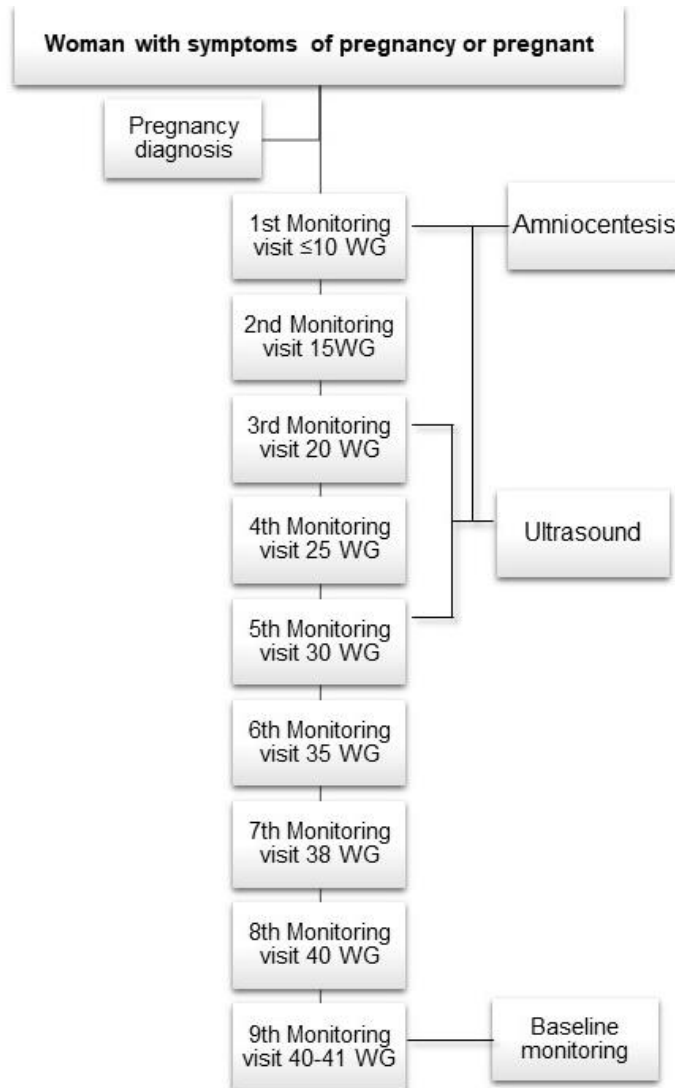 Woman with symptoms of pregnancy or pregnant
Pregnancy
diagnosis
1st Monitoring
visit ≤10 WG
Amniocentesis
2nd Monitoring
visit 15WG
3rd Monitoring
visit 20 WG
4th Monitoring
visit 25 WG
Ultrasound
5th Monitoring
visit 30 WG
6th Monitoring
visit 35 WG
7th Monitoring
visit 38 WG
8th Monitoring
visit 40 WG
9th Monitoring
visit 40-41 WG
Baseline
monitoring